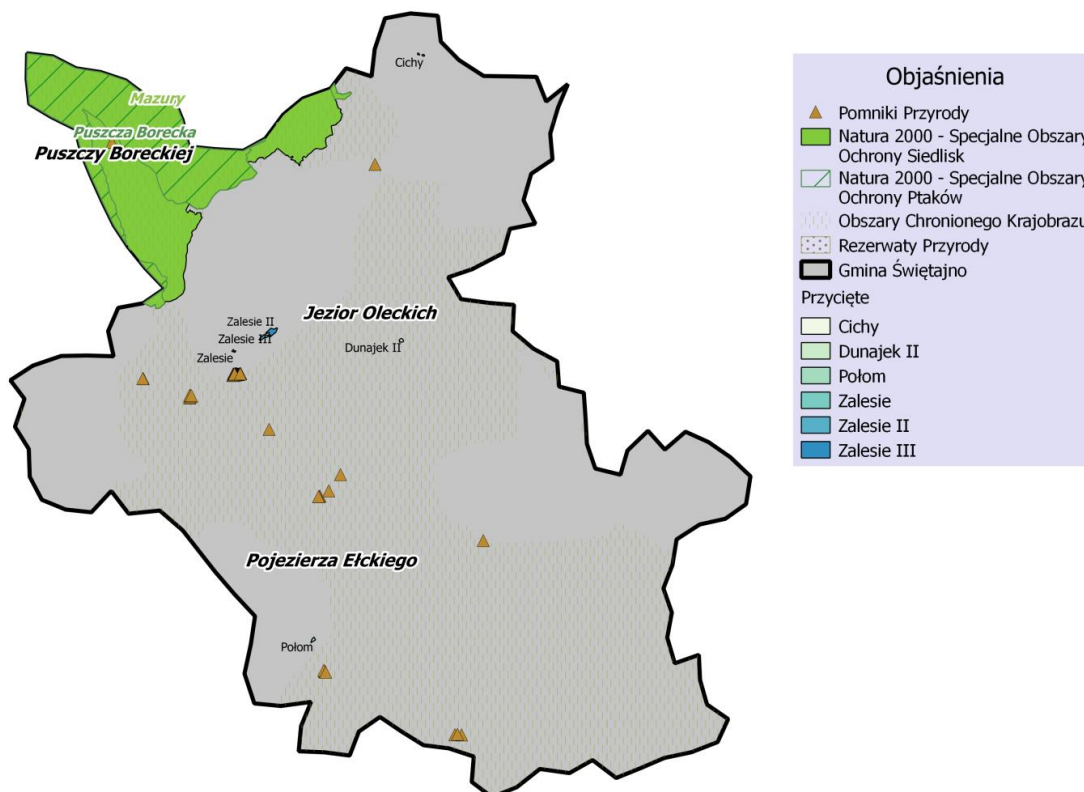 Cichy
Mazury
Puszcza Borecka
Puszczy Boreckiej
Jezior Oleckich
Zalesie II
Zalesie III
Dunajek II
Zalesie
Pojezierza Ełckiego
Połom
Objaśnienia
Pomniki Przyrody
Natura 2000 - Specjalne Obszary
Ochrony Siedlisk
Natura 2000 - Specjalne Obszary
Ochrony Ptaków
Obszary Chronionego Krajobrazu
Rezerwaty Przyrody
Gmina Świętajno
Przycięte
Cichy
Dunajek II
Połom
Zalesie
Zalesie II
Zalesie III